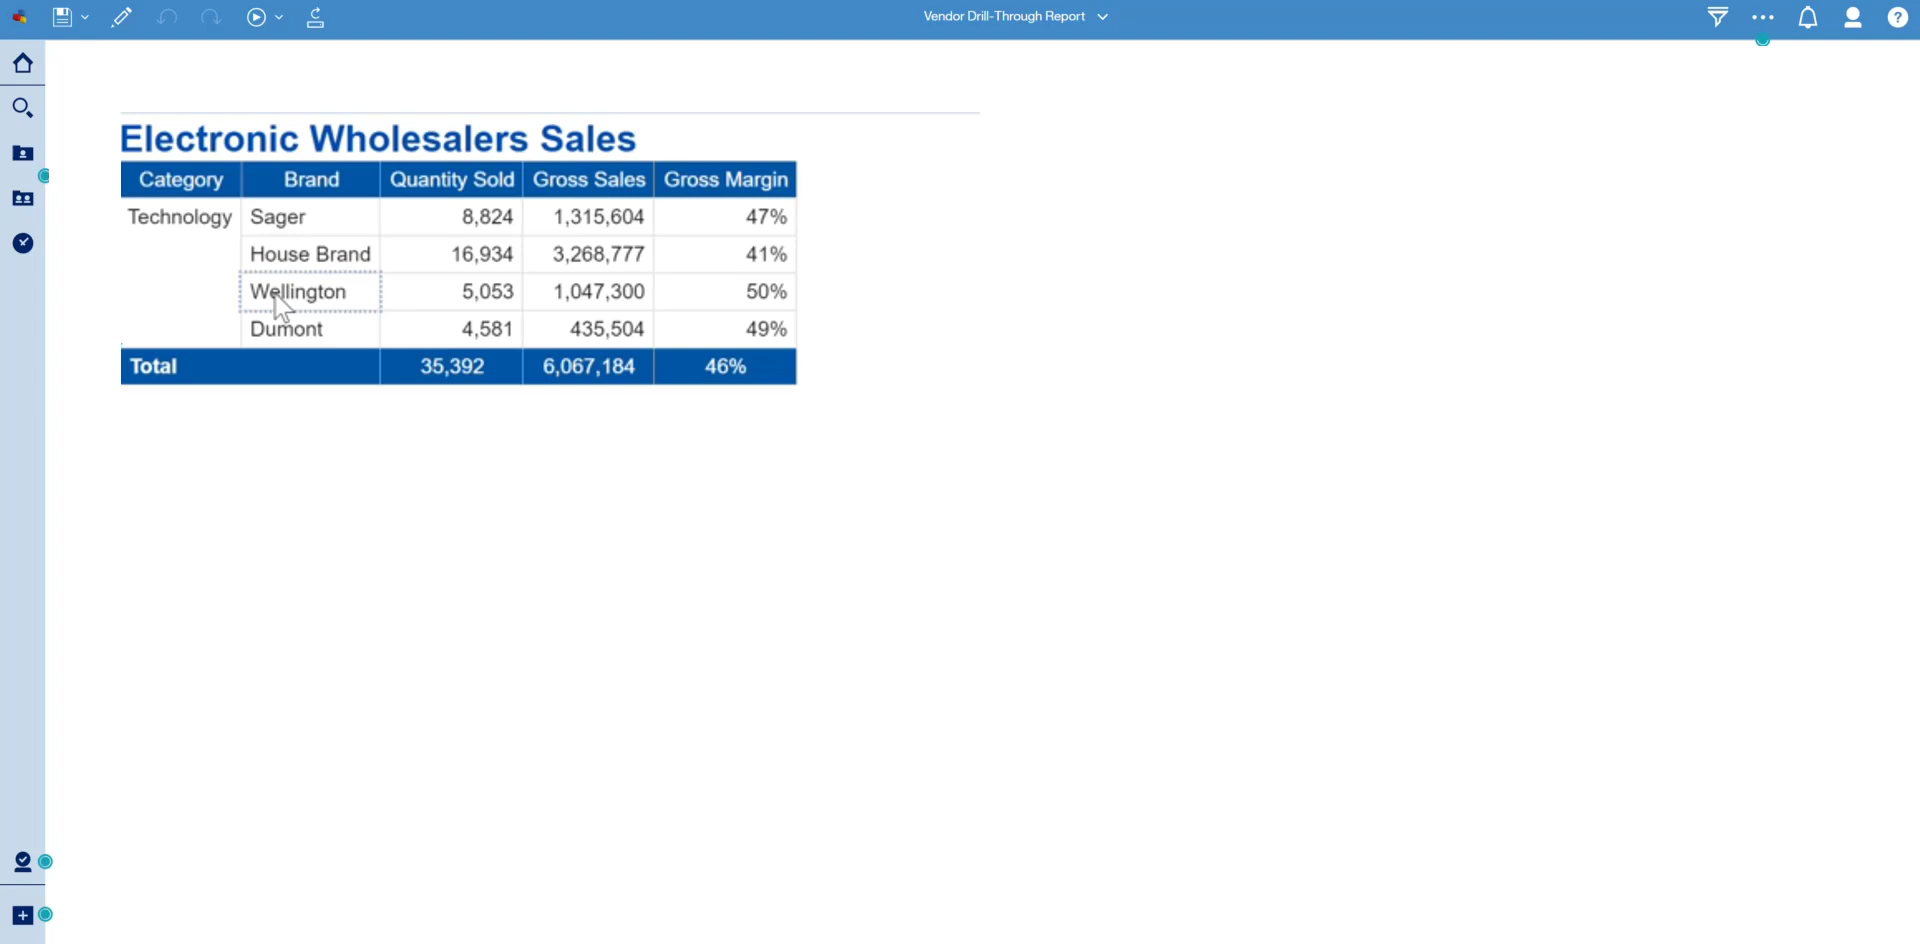 Vendor Drill-Through Report
Electronic Wholesalers Sales
Category Brand Quantity Sold Gross Sales Gross Margin
Technology Sager 8,824 1,315,604 47%
House Brand 16,934 3,268,777 41%
Wellington 5,053 1,047,300 50%
Dumont 4,581 435,504 49%
Total 35,392 6,067,184 46%